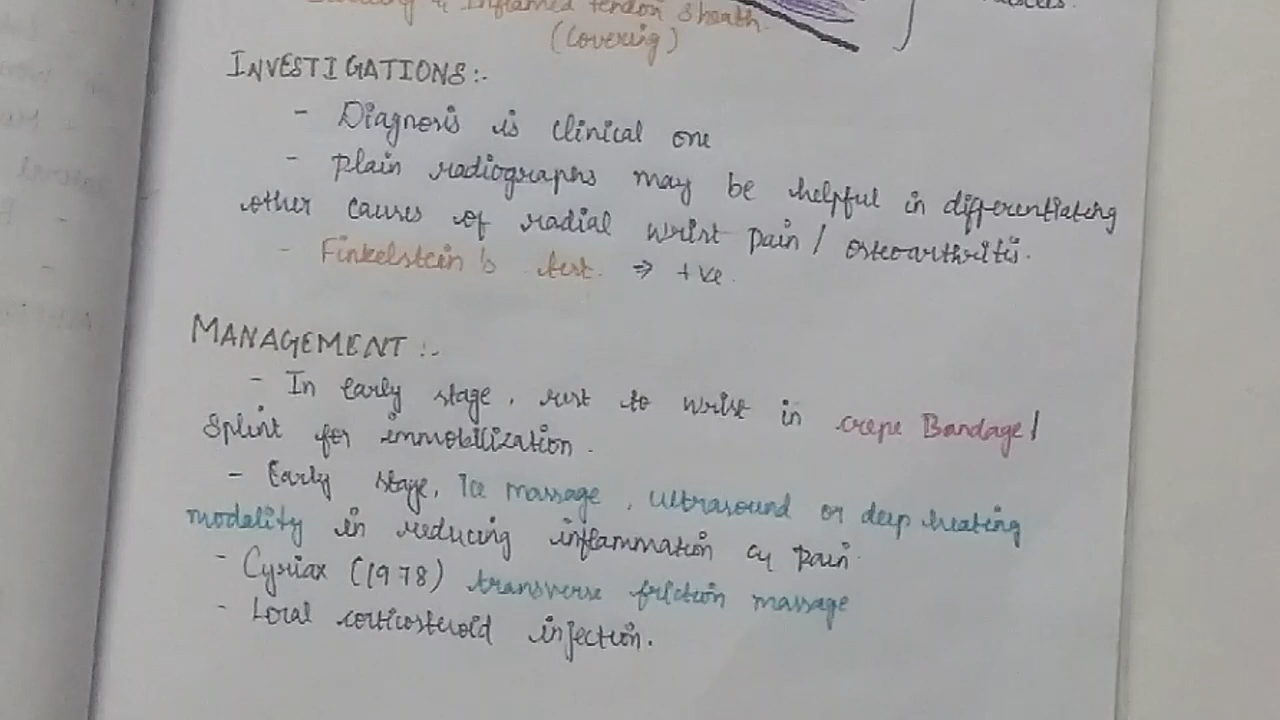 Inflamed tendon sheath
(Covering)
INVESTIGATIONS:-
- Diagnosis is clinical one
- Plain radiographs may be helpful in differentiating
other causes of radial wrist pain / osteoarthritis.
- Finkelstein's test. ⇒ +ve.
MANAGEMENT :-
- In early stage, rest to wrist in crepe Bandage/
Splint for immobilization.
- Early stage, Ice massage, ultrasound or deep heating
modality in reducing inflammation & pain.
- Cyriax (1978) transverse friction massage
- Local corticosteroid injection.